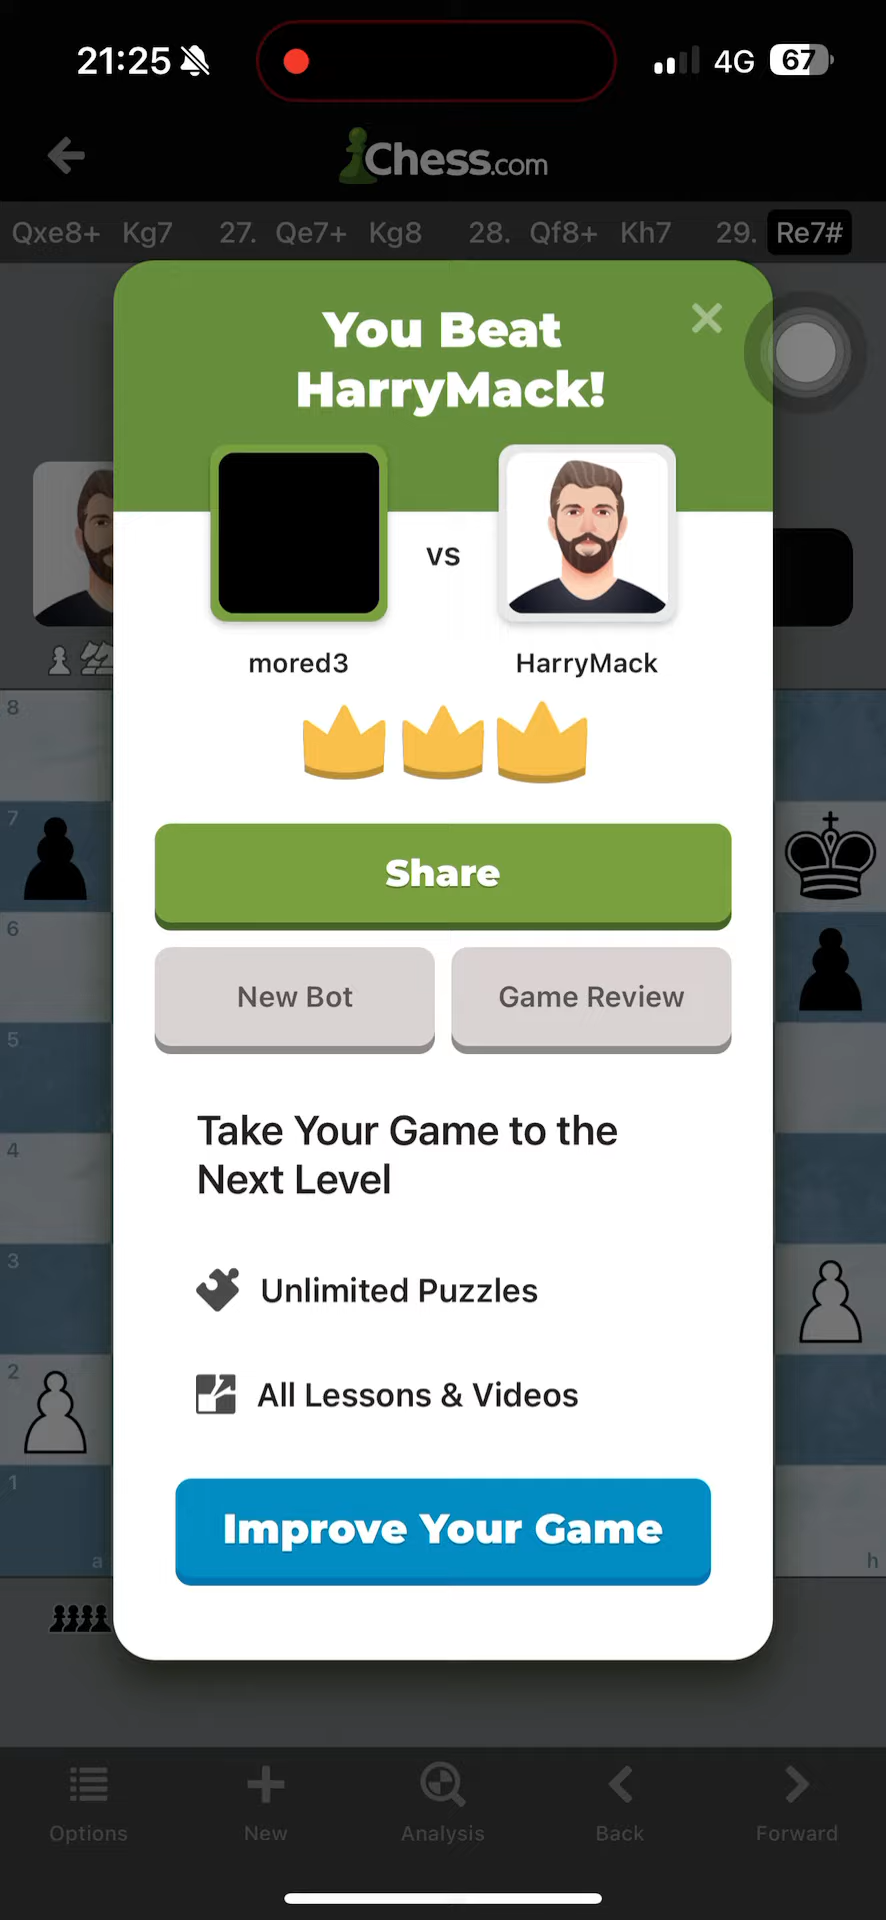 21:25 4G 67
Chess.com
Qxe8+ Kg7 27. Qe7+ Kg8 28. Qf8+ Kh7 29. Re7#
You Beat
HarryMack!
vs
mored3 HarryMack
Share
New Bot Game Review
Take Your Game to the
Next Level
Unlimited Puzzles
All Lessons & Videos
Improve Your Game
8
7
6
5
4
3
2
1
a h
Options New Analysis Back Forward